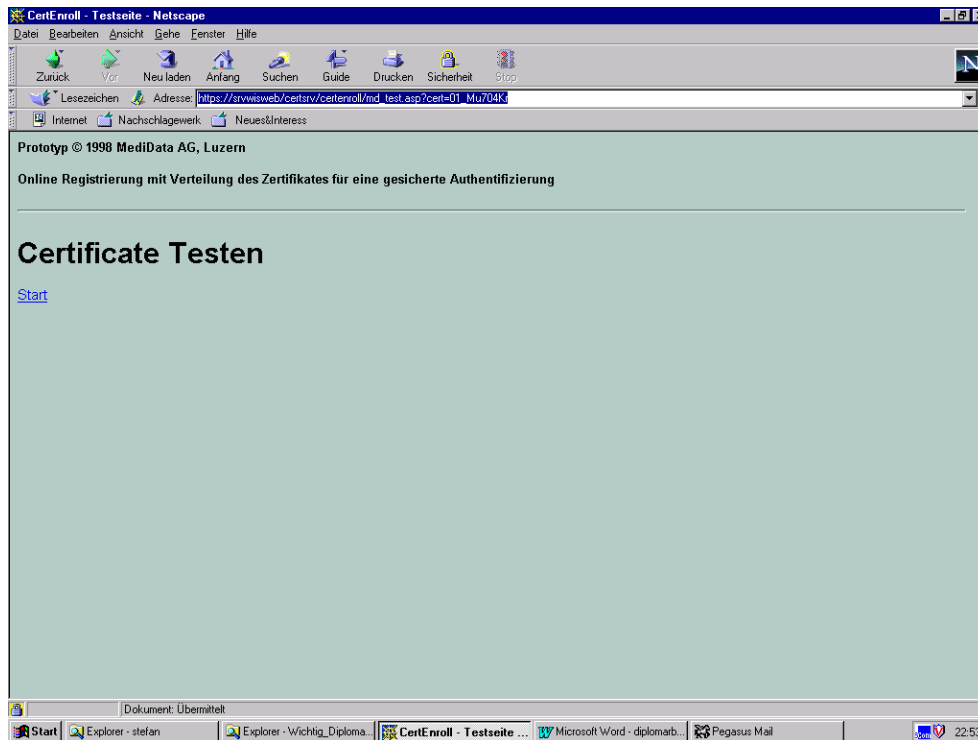 CertEnroll - Testseite - Netscape
Datei Bearbeiten Ansicht Gehe Fenster Hilfe
Zurück Vor Neu laden Anfang Suchen Guide Drucken Sicherheit Stop
N
Lesezeichen Adresse: https://srvwisweb/certsrv/certenroll/md_test.asp?cert=01_Mu704Kr
Internet Nachschlagewerk Neues&Interess
Prototyp © 1998 MediData AG, Luzern
Online Registrierung mit Verteilung des Zertifikates für eine gesicherte Authentifizierung
Certificate Testen
Start
Dokument: Übermittelt
Start Explorer - stefan Explorer - Wichtig_Diploma... CertEnroll - Testseite ... Microsoft Word - diplomarb... Pegasus Mail